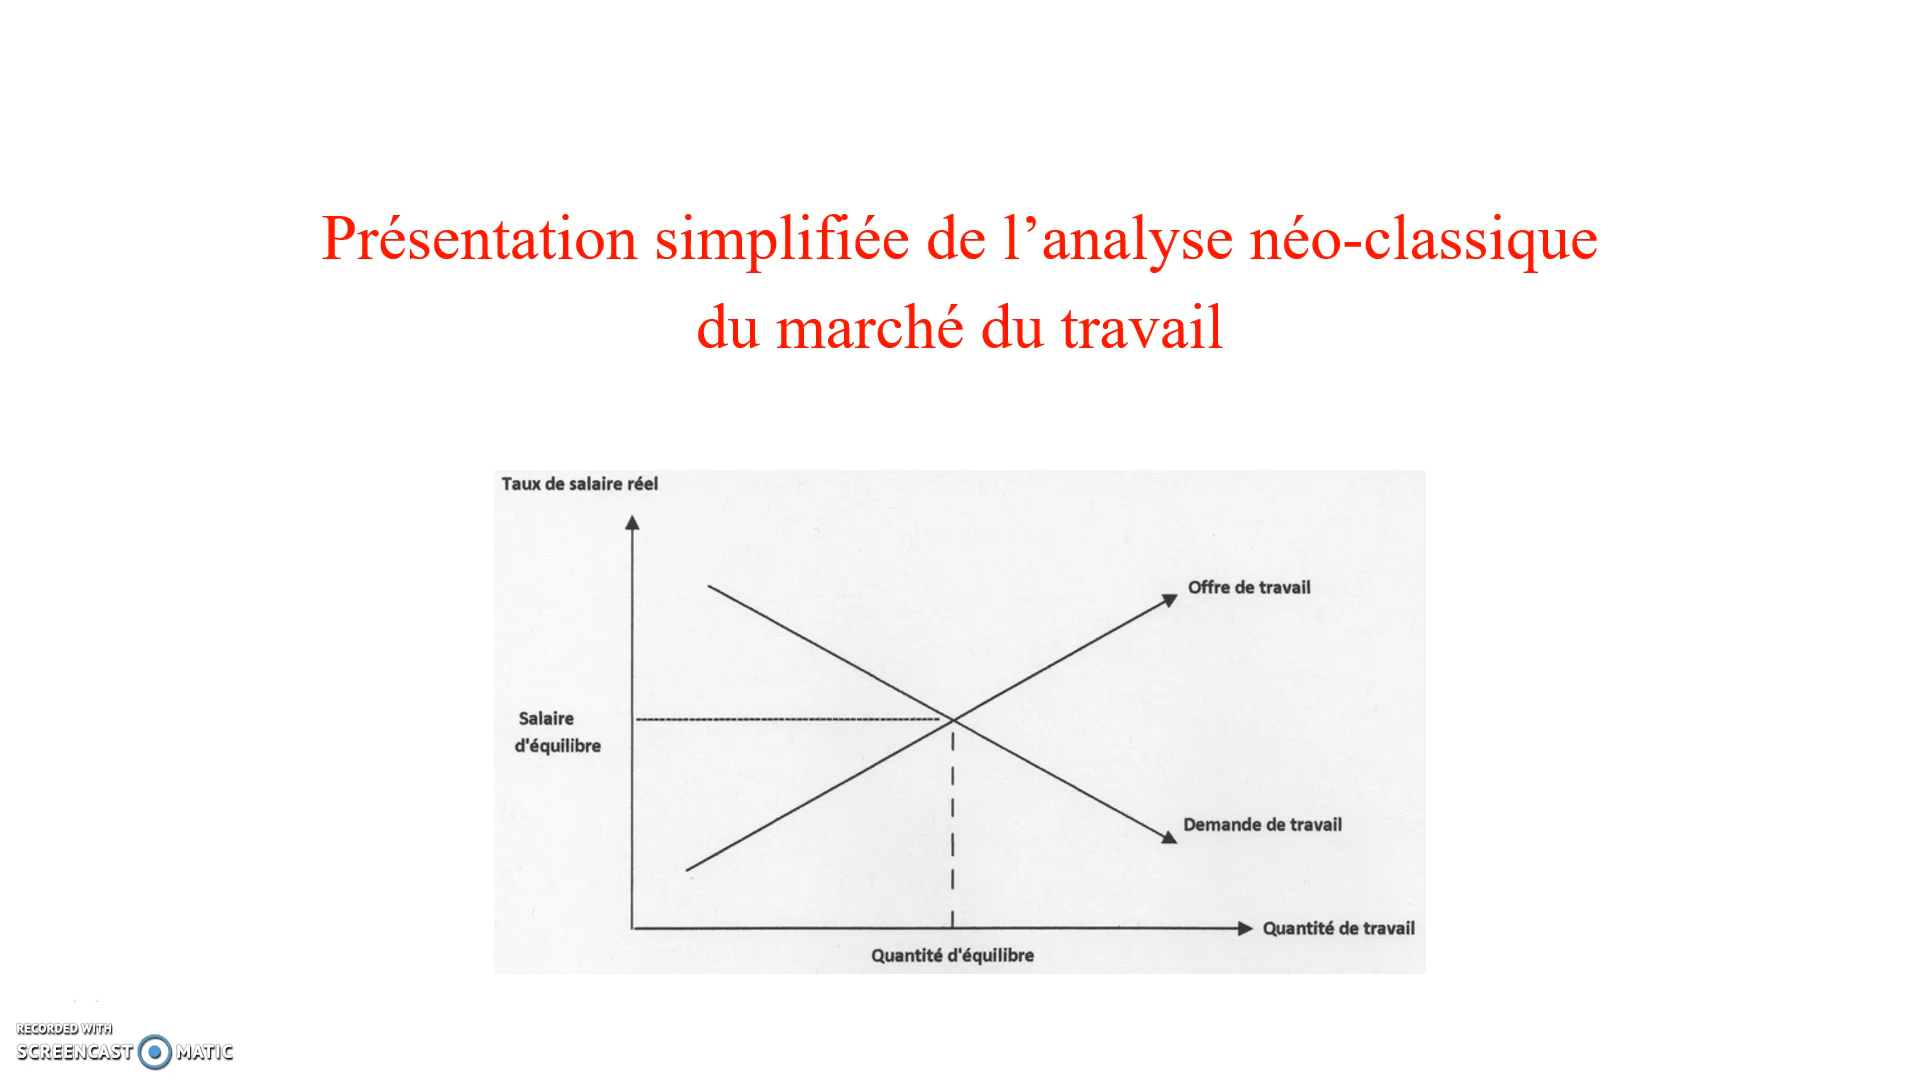 Présentation simplifiée de l’analyse néo-classique
du marché du travail
Taux de salaire réel
Offre de travail
Salaire
d'équilibre
Demande de travail
Quantité de travail
Quantité d'équilibre
RECORDED WITH
SCREENCAST MATIC